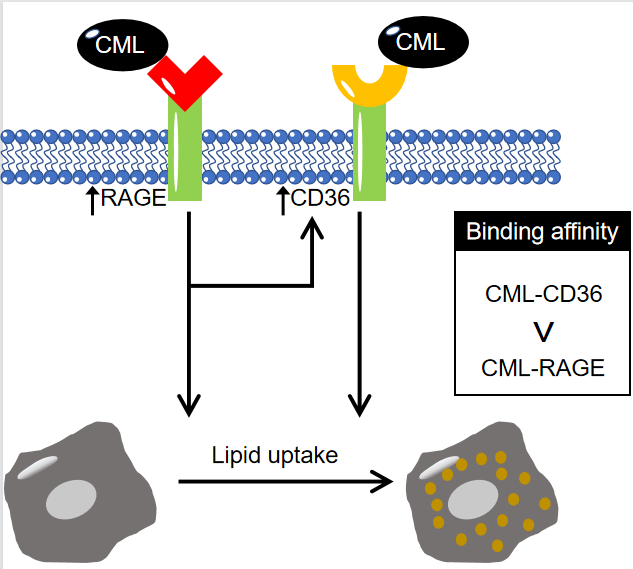 CML
CML
↑RAGE
↑CD36
Binding affinity
CML-CD36
V
CML-RAGE
Lipid uptake